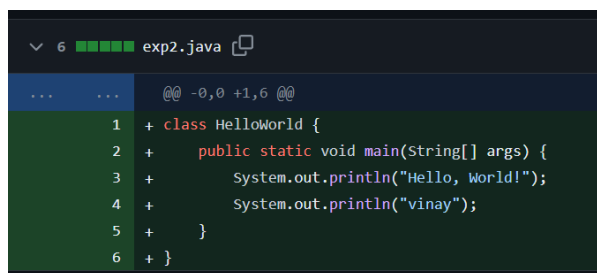 6 exp2.java
... ... @@ -0,0 +1,6 @@
1 + class HelloWorld {
2 +     public static void main(String[] args) {
3 +         System.out.println("Hello, World!");
4 +         System.out.println("vinay");
5 +     }
6 + }